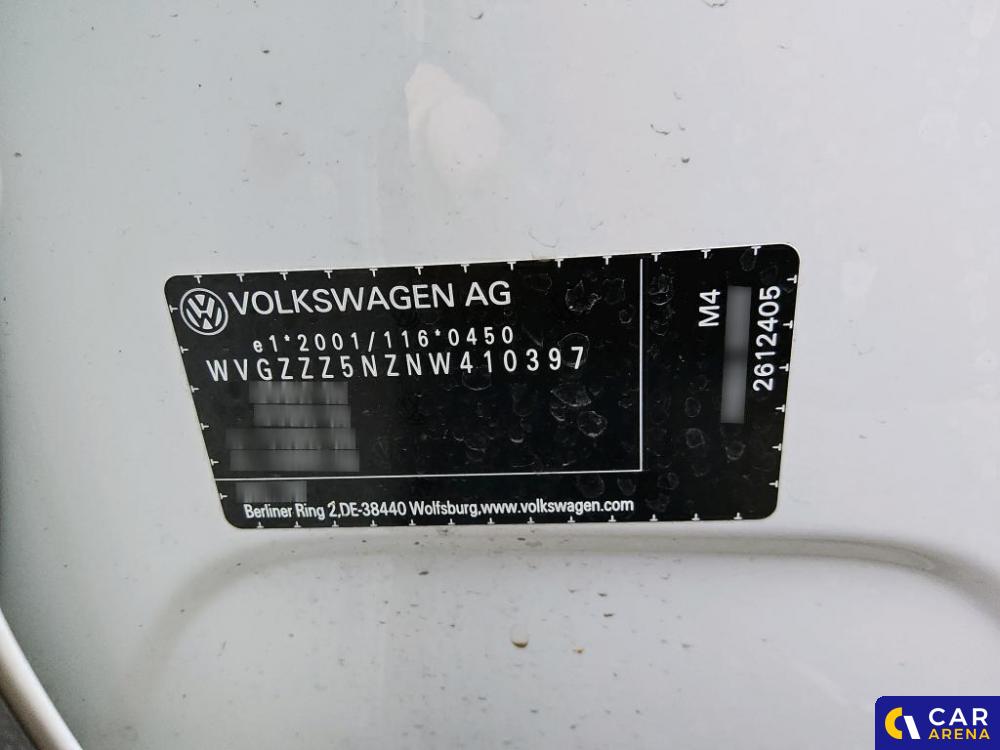 VOLKSWAGEN AG
e1*2001/116*0450
WVGZZZ5NZNW410397
Berliner Ring 2,DE-38440 Wolfsburg,www.volkswagen.com
M4
2612405
CAR
ARENA